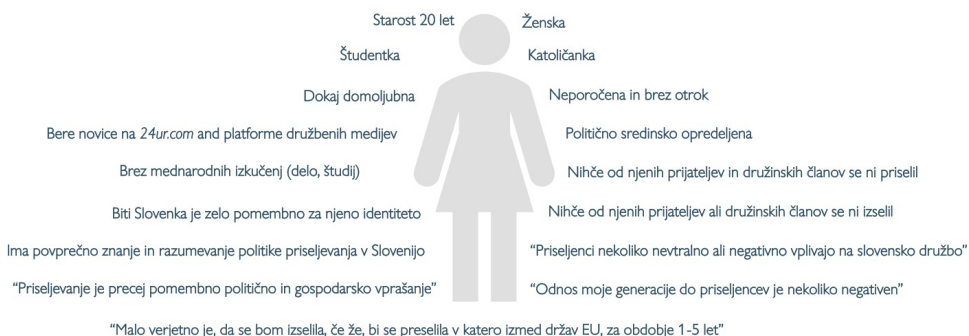 Starost 20 let
Ženska
Študentka
Katoličanka
Dokaj domoljubna
Neporočena in brez otrok
Bere novice na 24ur.com and platforme družbenih medijev
Politično sredinsko opredeljena
Brez mednarodnih izkučenj (delo, študij)
Nihče od njenih prijateljev in družinskih članov se ni priselil
Biti Slovenka je zelo pomembno za njeno identiteto
Nihče od njenih prijateljev ali družinskih članov se ni izselil
Ima povprečno znanje in razumevanje politike priseljevanja v Slovenijo
“Priseljenci nekoliko nevtralno ali negativno vplivajo na slovensko družbo”
“Priseljevanje je precej pomembno politično in gospodarsko vprašanje”
“Odnos moje generacije do priseljencev je nekoliko negativen”
“Malo verjetno je, da se bom izselila, če že, bi se preselila v katero izmed držav EU, za obdobje 1-5 let”